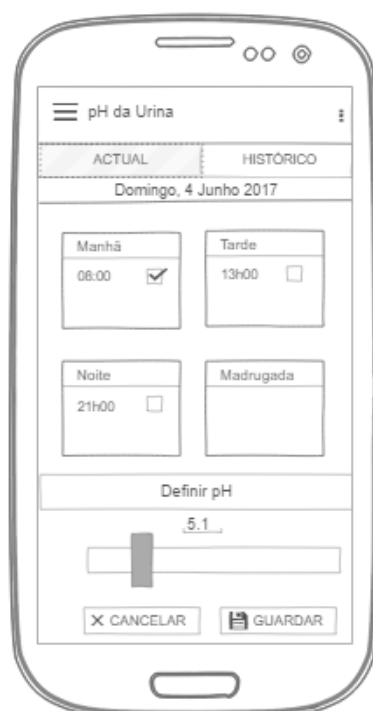 pH da Urina
ACTUAL HISTÓRICO
Domingo, 4 Junho 2017
Manhã Tarde
08:00 13h00
Noite Madrugada
21h00
Definir pH
5.1
CANCELAR GUARDAR